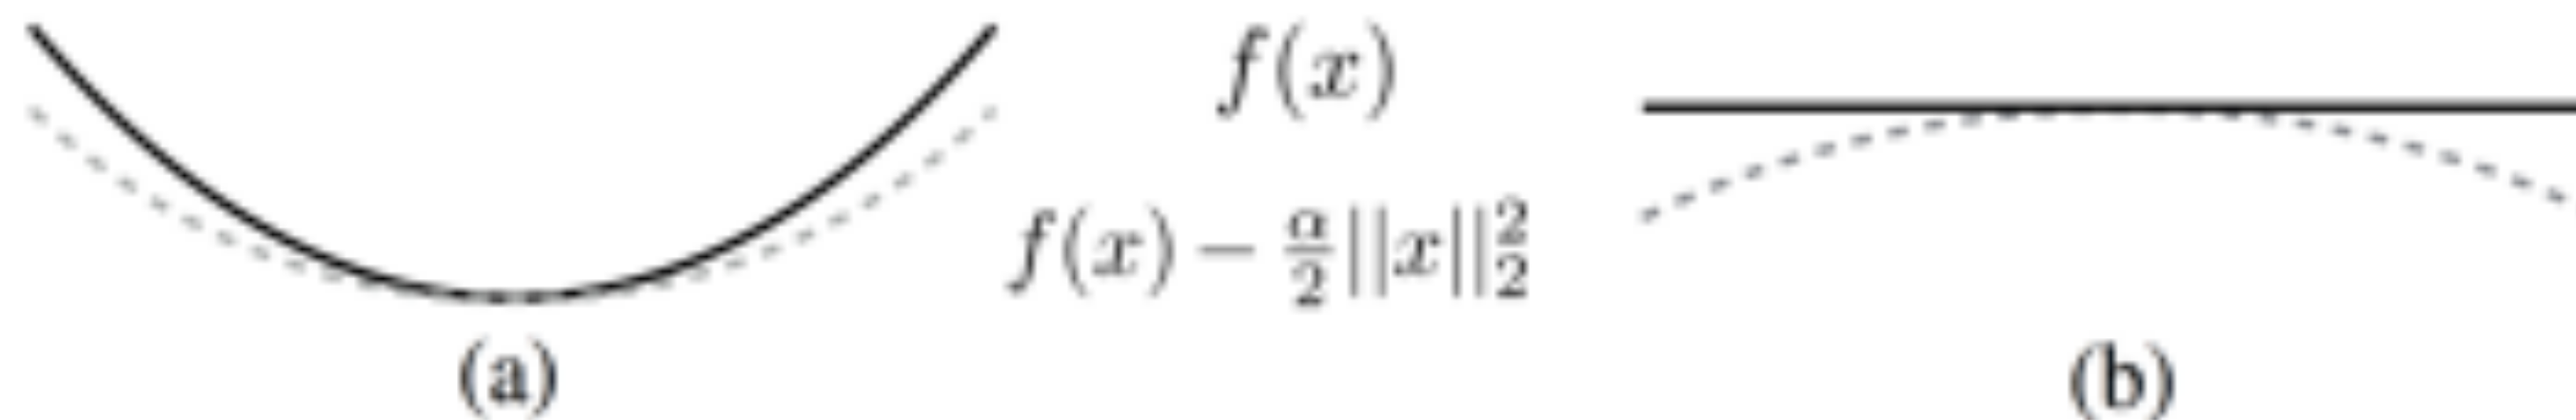 f(x)
f(x) − α/2||x||₂²
(a)
(b)